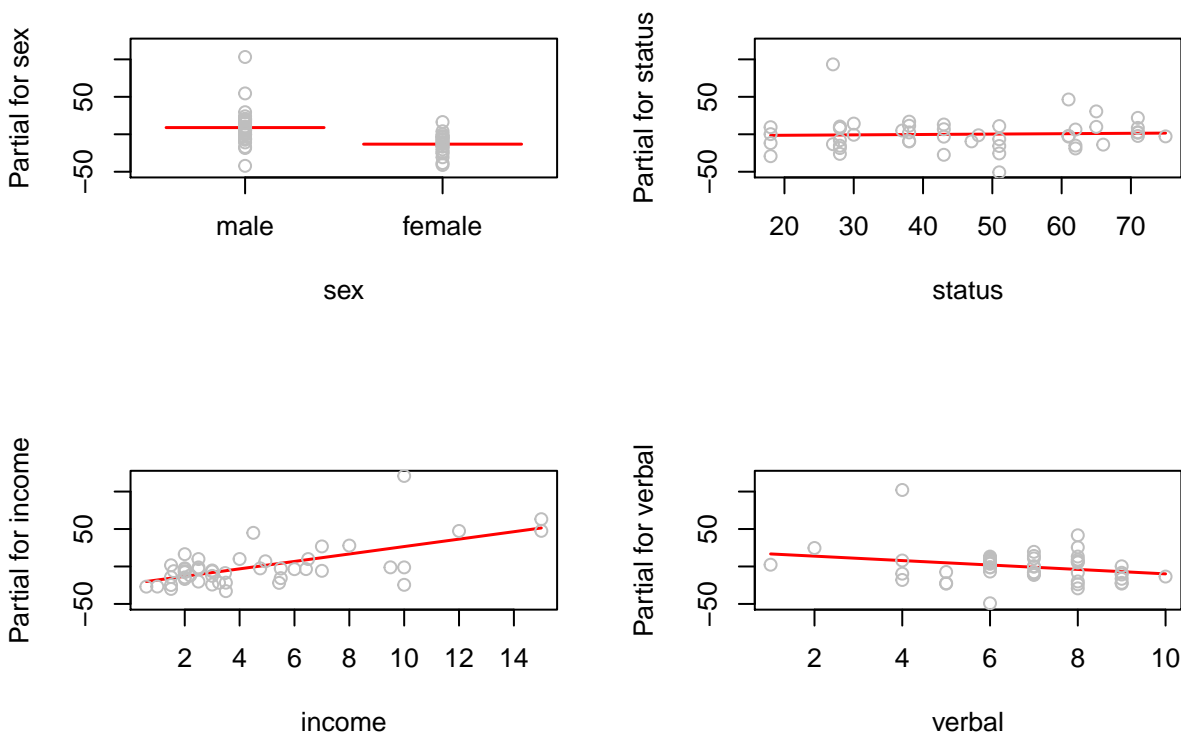 Partial for sex
−50
50
male
female
sex
Partial for status
−50
50
20
30
40
50
60
70
status
Partial for income
−50
50
2
4
6
8
10
12
14
income
Partial for verbal
−50
50
2
4
6
8
10
verbal